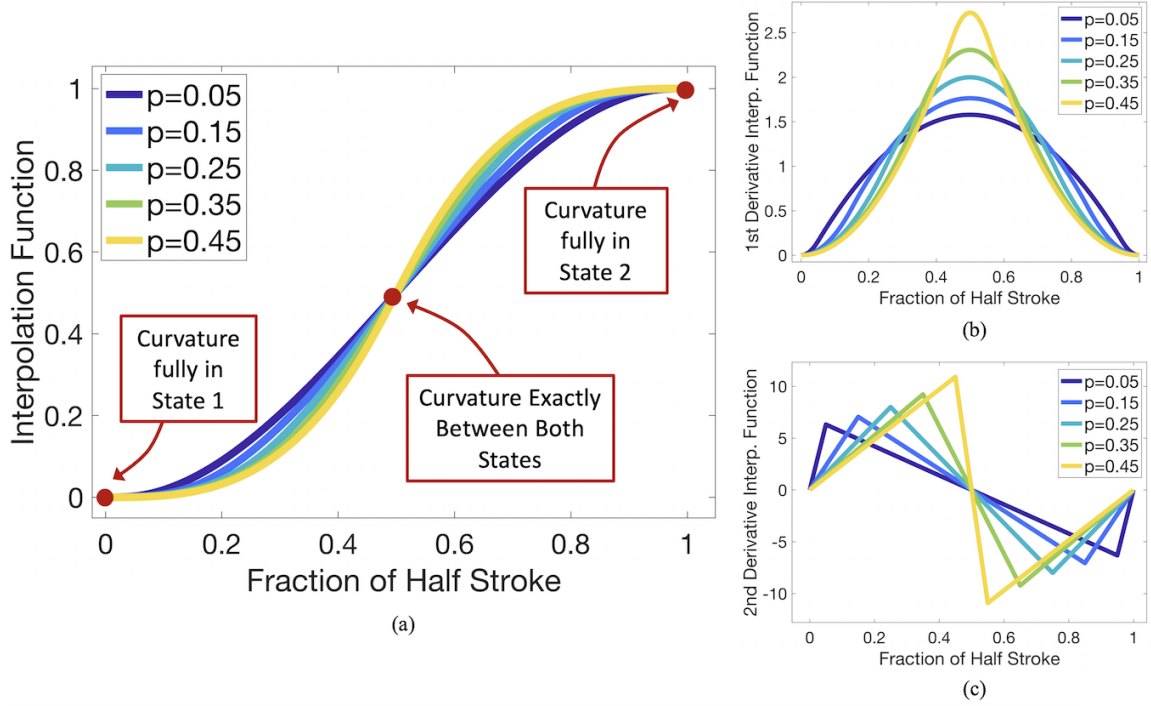 Interpolation Function
1
0.8
0.6
0.4
0.2
0
p=0.05
p=0.15
p=0.25
p=0.35
p=0.45
Curvature
fully in
State 1
Curvature Exactly
Between Both
States
Curvature
fully in
State 2
0 0.2 0.4 0.6 0.8 1
Fraction of Half Stroke
(a)
1st Derivative Interp. Function
2.5
2
1.5
1
0.5
0
p=0.05
p=0.15
p=0.25
p=0.35
p=0.45
0 0.2 0.4 0.6 0.8 1
Fraction of Half Stroke
(b)
2nd Derivative Interp. Function
10
5
0
-5
-10
p=0.05
p=0.15
p=0.25
p=0.35
p=0.45
0 0.2 0.4 0.6 0.8 1
Fraction of Half Stroke
(c)